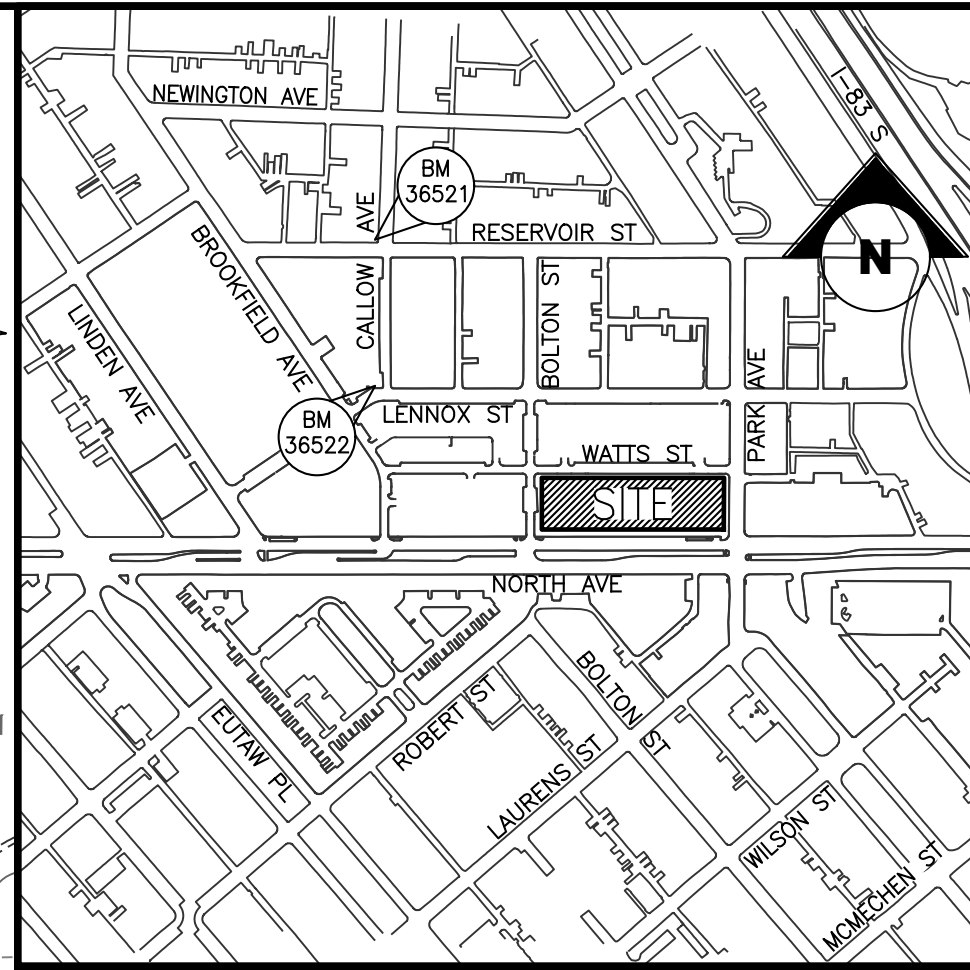 I-83 S
NEWINGTON AVE
BM
36521
AVE
RESERVOIR ST
BROOKFIELD AVE
N
CALLOW
BOLTON ST
LINDEN AVE
PARK AVE
BM
36522
LENNOX ST
WATTS ST
SITE
NORTH AVE
BOLTON ST
ROBERT ST
EUTAW PL
LAURENS ST
WILSON ST
MCMECHEN ST